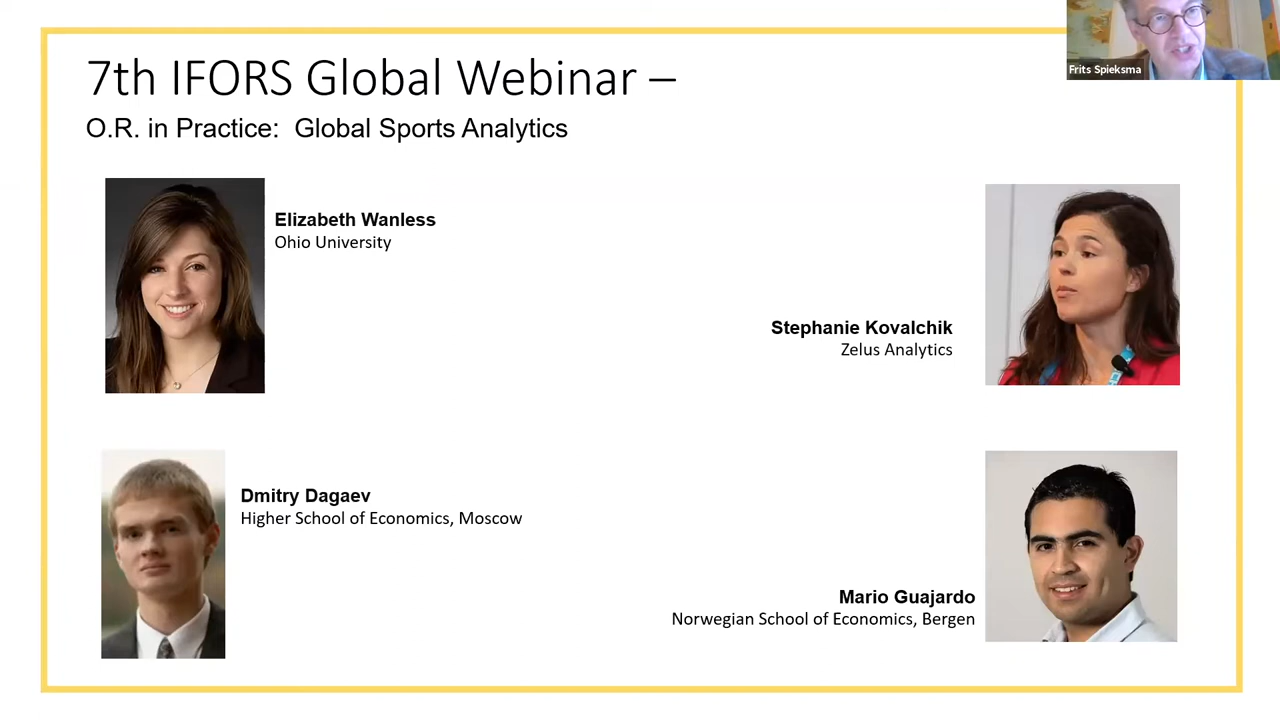 7th IFORS Global Webinar –
Frits Spieksma
O.R. in Practice:  Global Sports Analytics
Elizabeth Wanless
Ohio University
Stephanie Kovalchik
Zelus Analytics
Dmitry Dagaev
Higher School of Economics, Moscow
Mario Guajardo
Norwegian School of Economics, Bergen